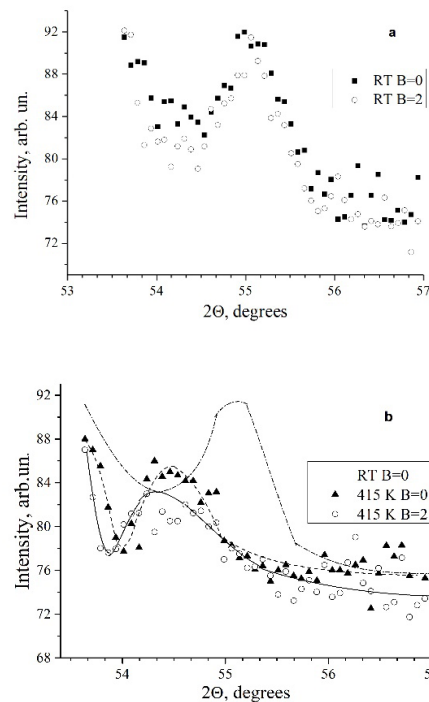 a
92
88
84
80
76
72
Intensity, arb. un.
■ RT B=0
○ RT B=2
53 54 55 56 57
2Θ, degrees
b
92
88
84
80
76
72
68
Intensity, arb.un.
RT B=0
▲ 415 K B=0
○ 415 K B=2
54 55 56 5
2Θ, degrees